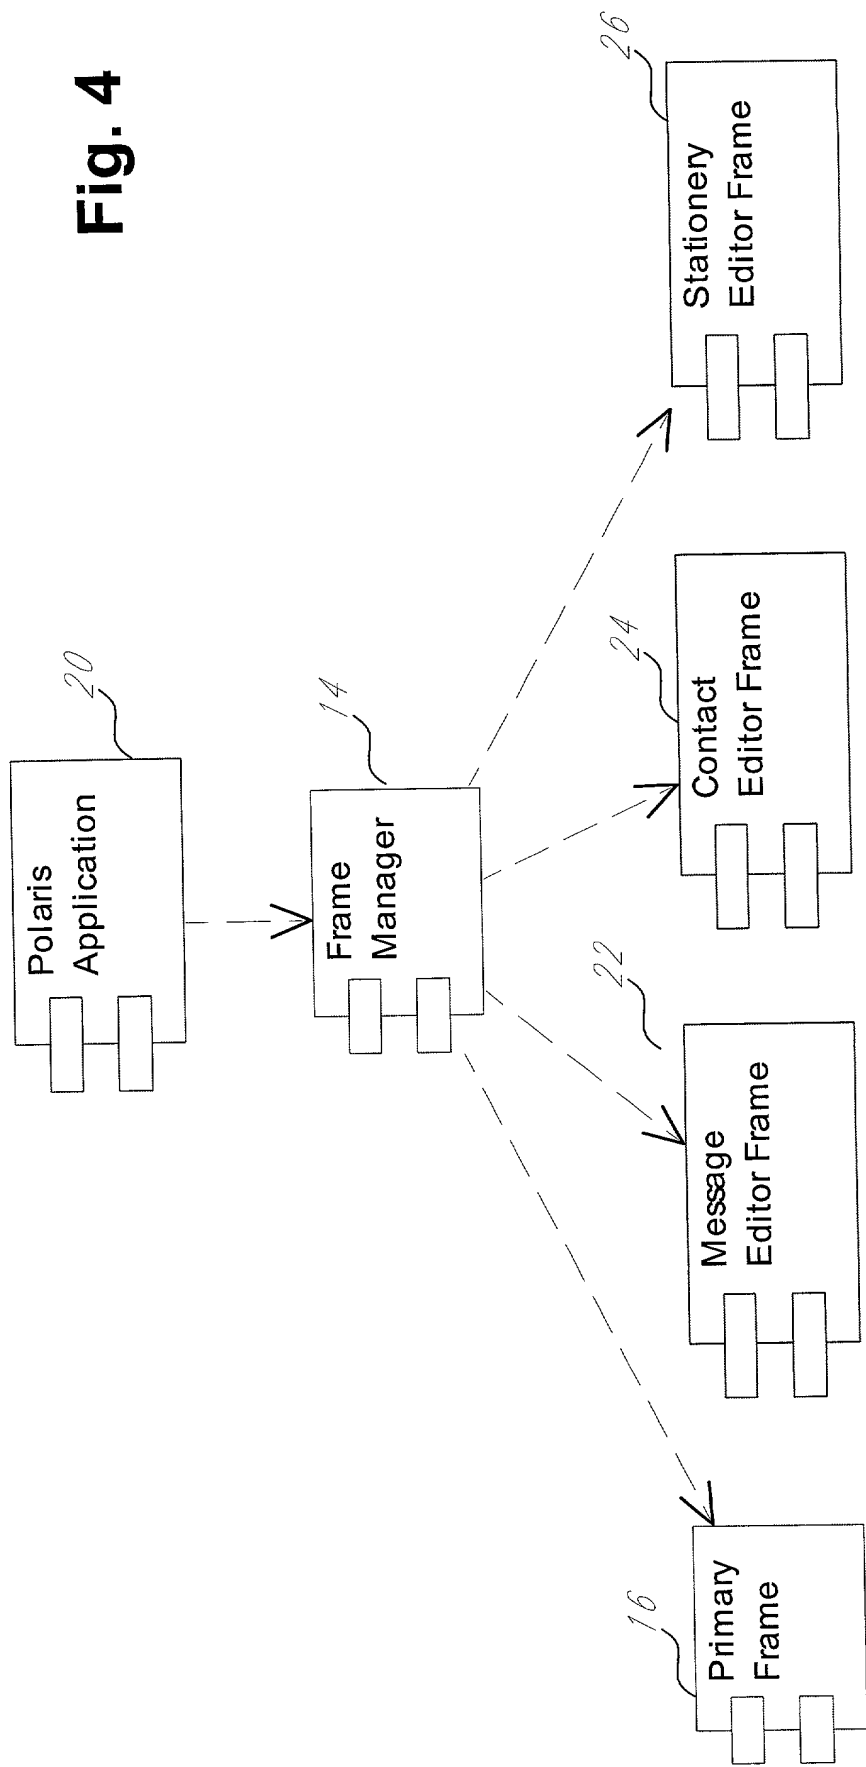 Fig. 4
20
Polaris
Application
14
Frame
Manager
16
Primary
Frame
22
Message
Editor Frame
24
Contact
Editor Frame
26
Stationery
Editor Frame